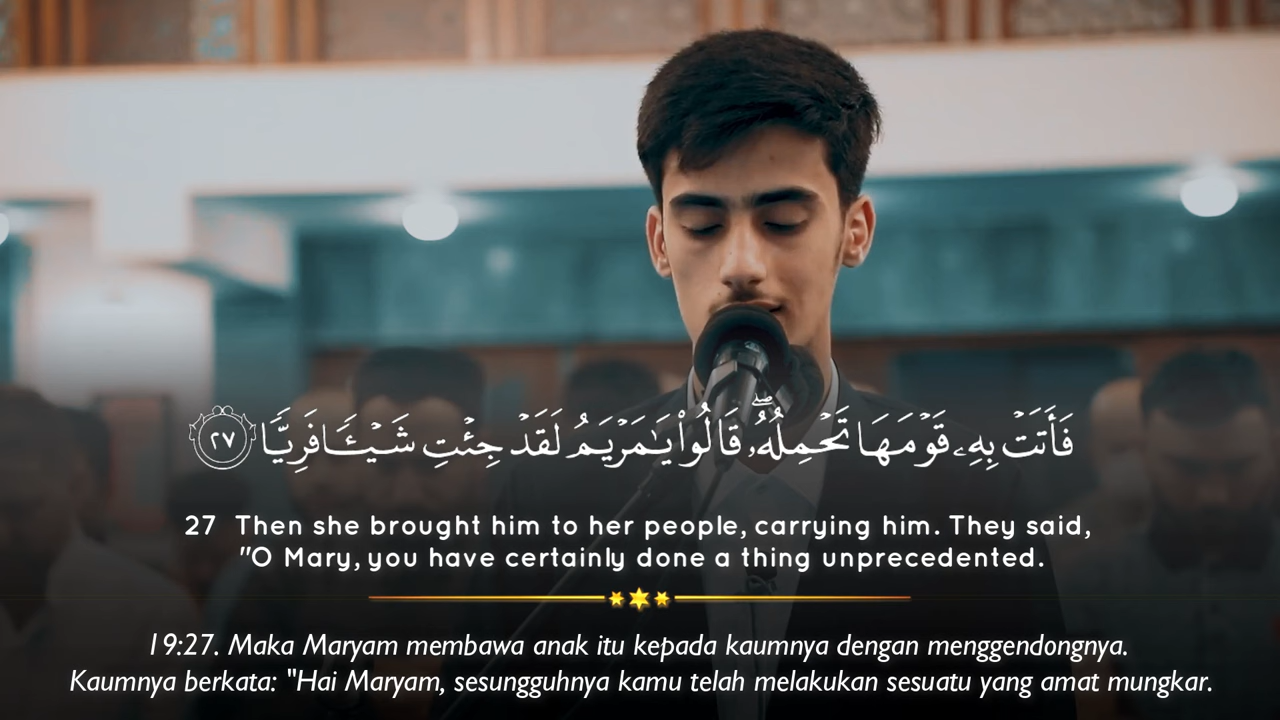 فَأَتَتْ بِهِۦ قَوْمَهَا تَحْمِلُهُۥ ۖ قَالُوا۟ يَـٰمَرْيَمُ لَقَدْ جِئْتِ شَيْـًٔا فَرِيًّا ٢٧
27 Then she brought him to her people, carrying him. They said,
"O Mary, you have certainly done a thing unprecedented.
19:27. Maka Maryam membawa anak itu kepada kaumnya dengan menggendongnya.
Kaumnya berkata: "Hai Maryam, sesungguhnya kamu telah melakukan sesuatu yang amat mungkar.